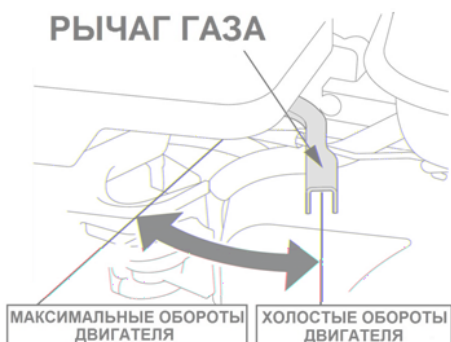 РЫЧАГ ГАЗА
МАКСИМАЛЬНЫЕ ОБОРОТЫ
ДВИГАТЕЛЯ
ХОЛОСТЫЕ ОБОРОТЫ
ДВИГАТЕЛЯ